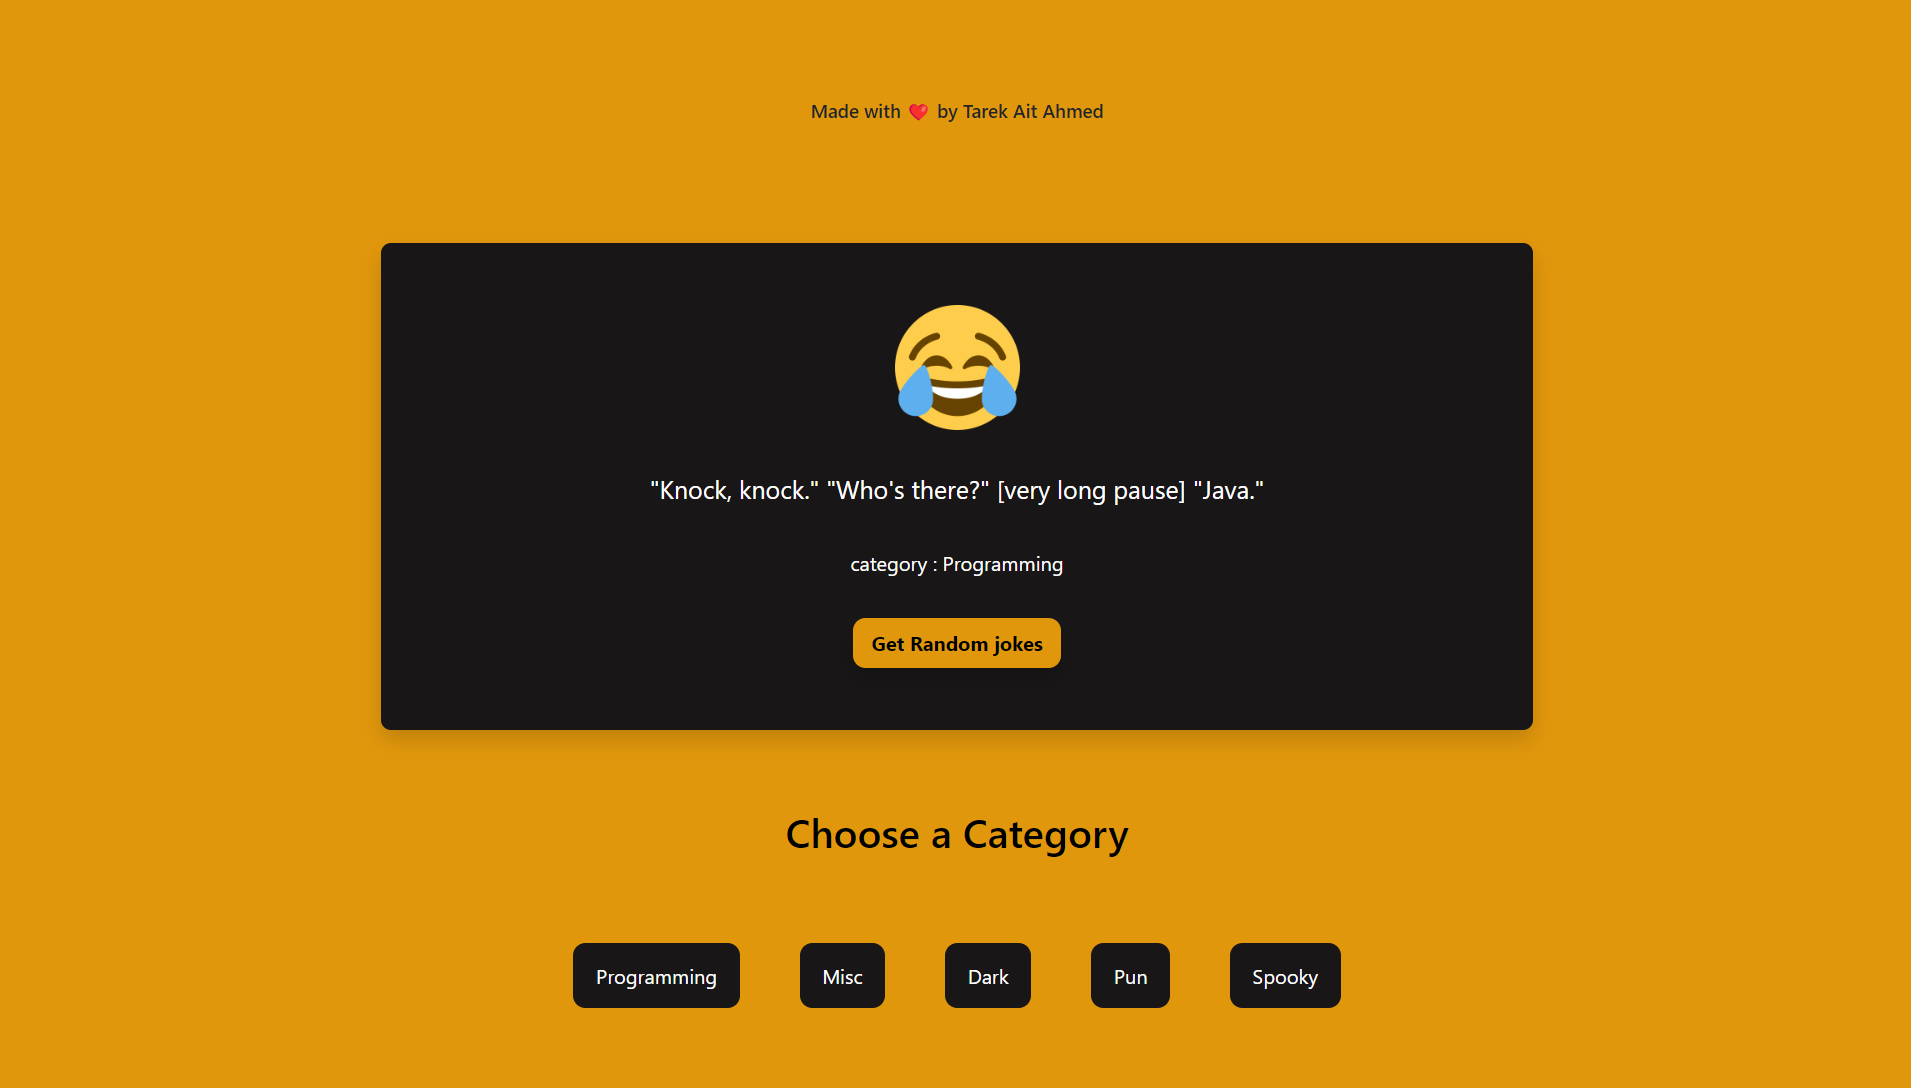 Made with ❤️ by Tarek Ait Ahmed
"Knock, knock." "Who's there?" [very long pause] "Java."
category : Programming
Get Random jokes
Choose a Category
Programming Misc Dark Pun Spooky